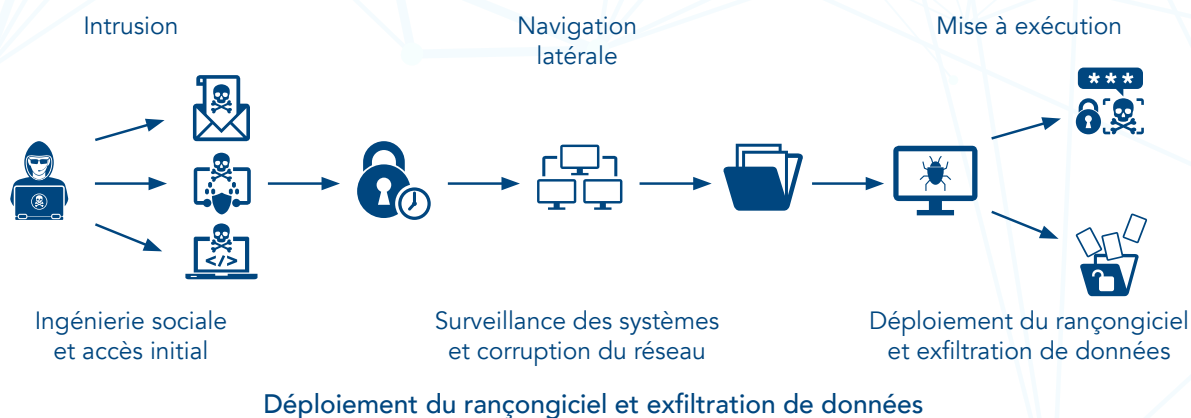 Intrusion
Navigation
latérale
Mise à exécution
***
</>
Ingénierie sociale
et accès initial
Surveillance des systèmes
et corruption du réseau
Déploiement du rançongiciel
et exfiltration de données
Déploiement du rançongiciel et exfiltration de données